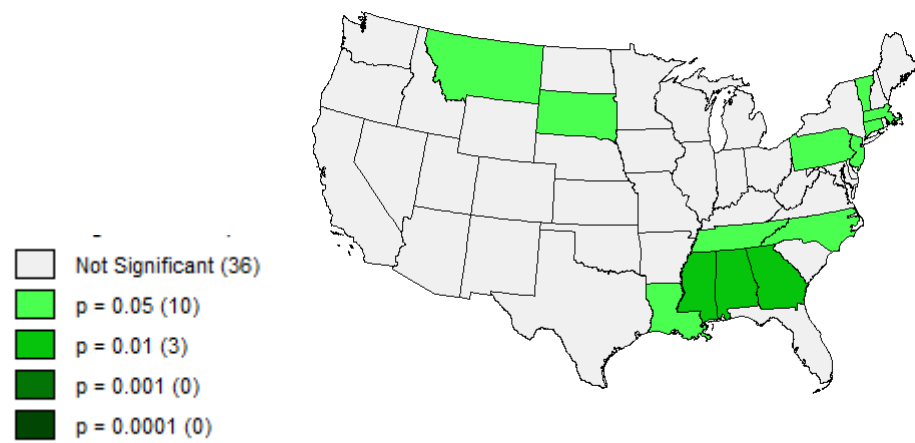 Not Significant (36)
p = 0.05 (10)
p = 0.01 (3)
p = 0.001 (0)
p = 0.0001 (0)